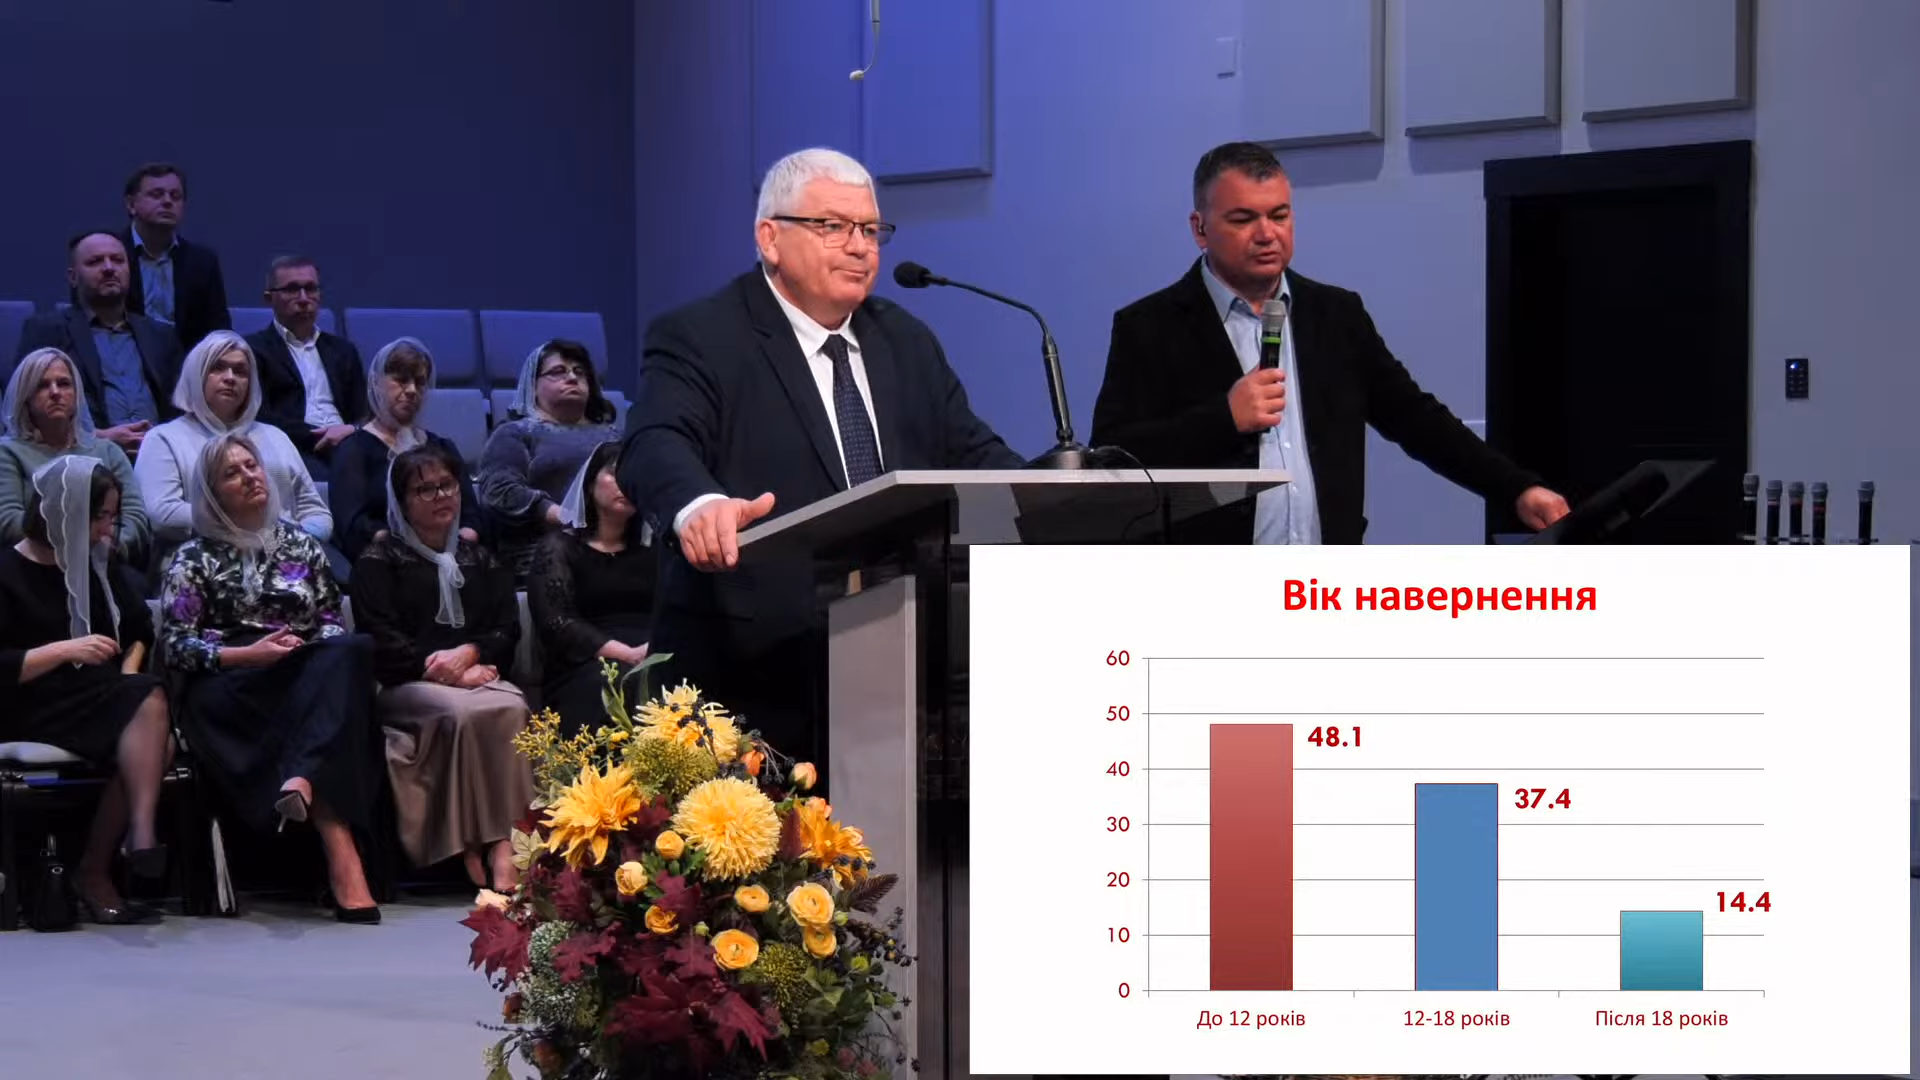 Вік навернення
60
50
40
30
20
10
0
48.1
37.4
14.4
До 12 років
12-18 років
Після 18 років